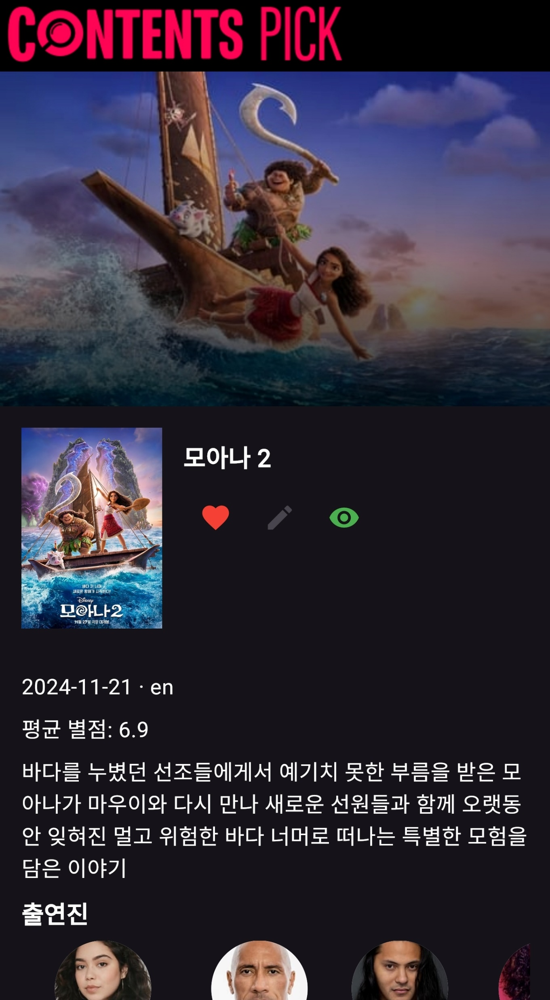 CONTENTS PICK
모아나 2
바다 저 너머
새로운 항해가 시작된다!
Disney
모아나2
11월 27일 극장 대개봉
2024-11-21 · en
평균 별점: 6.9
바다를 누볐던 선조들에게서 예기치 못한 부름을 받은 모
아나가 마우이와 다시 만나 새로운 선원들과 함께 오랫동
안 잊혀진 멀고 위험한 바다 너머로 떠나는 특별한 모험을
담은 이야기
출연진